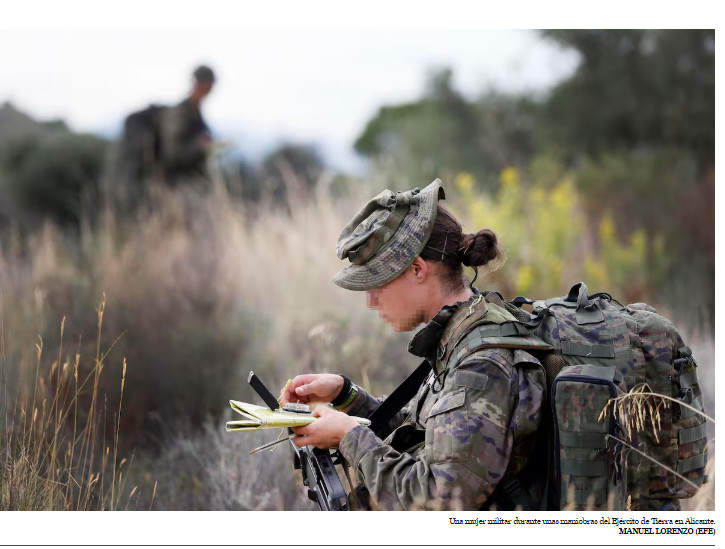 Una mujer militar durante unas maniobras del Ejército de Tierra en Alicante.
MANUEL LORENZO (EFE)